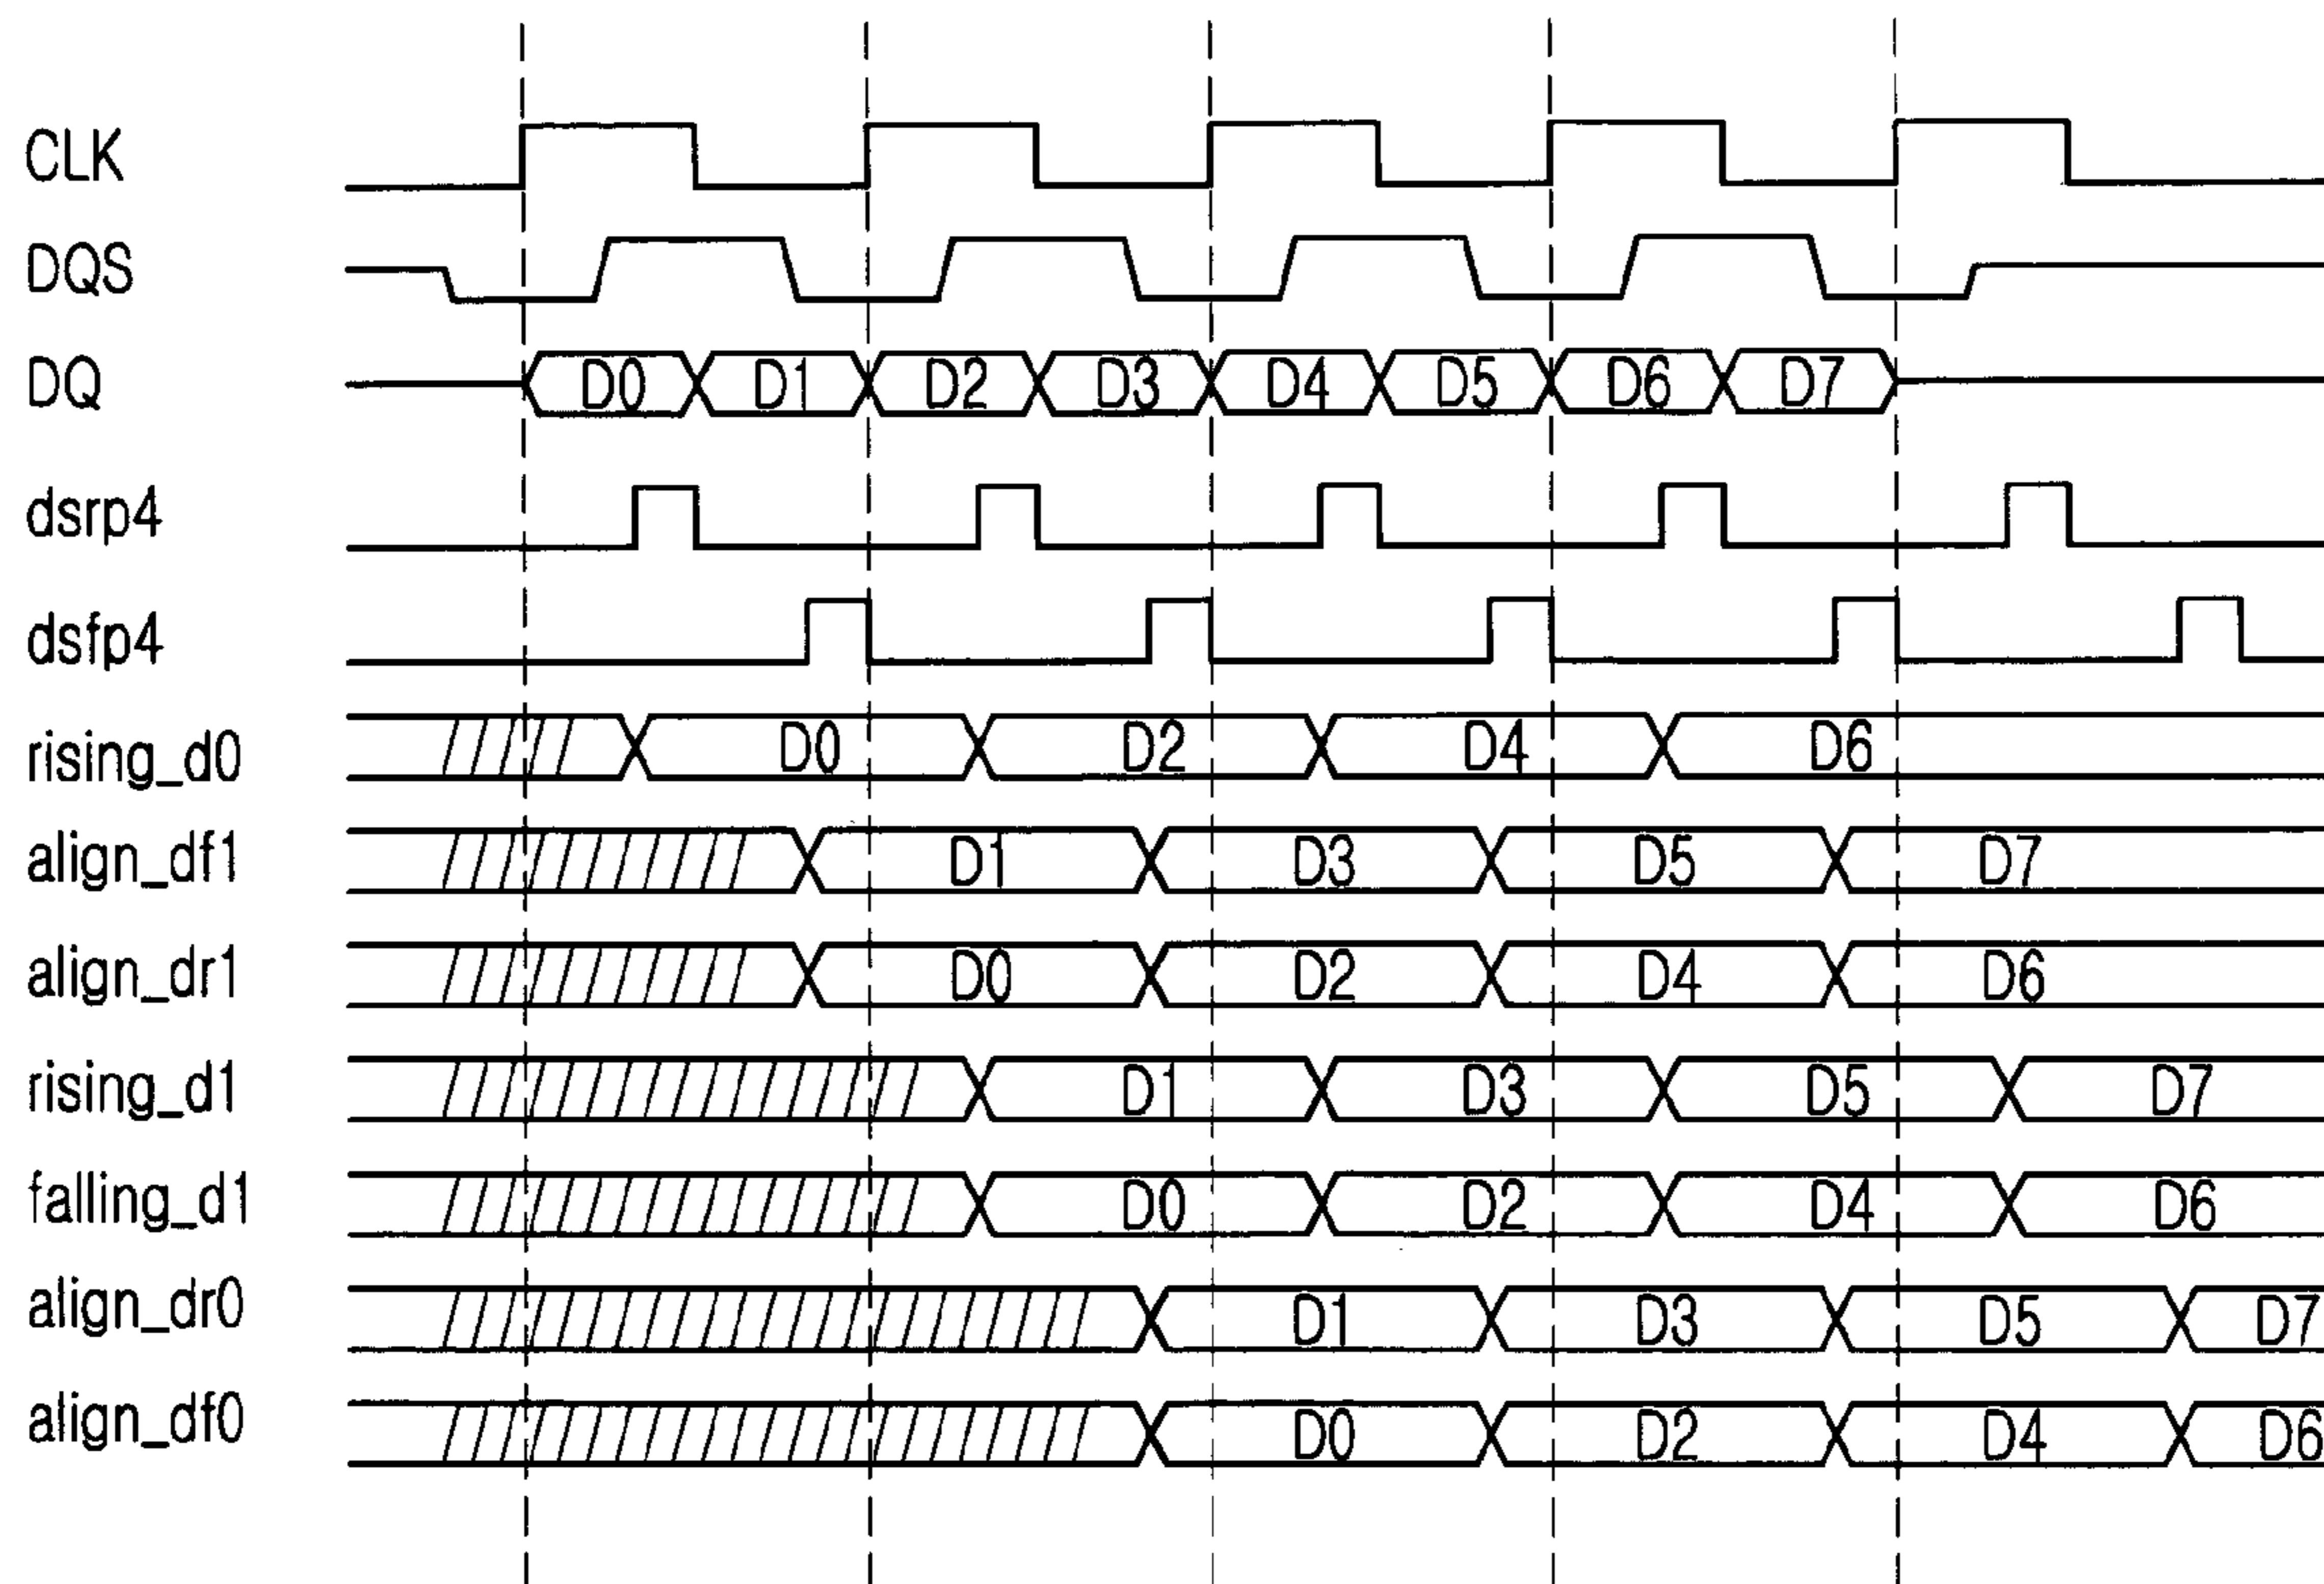 CLK
DQS
DQ D0 D1 D2 D3 D4 D5 D6 D7
dsrp4
dsfp4
rising_d0 D0 D2 D4 D6
align_df1 D1 D3 D5 D7
align_dr1 D0 D2 D4 D6
rising_d1 D1 D3 D5 D7
falling_d1 D0 D2 D4 D6
align_dr0 D1 D3 D5 D7
align_df0 D0 D2 D4 D6